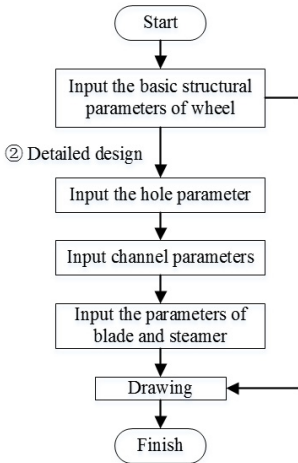 Start
Input the basic structural
parameters of wheel
② Detailed design
Input the hole parameter
Input channel parameters
Input the parameters of
blade and steamer
Drawing
Finish